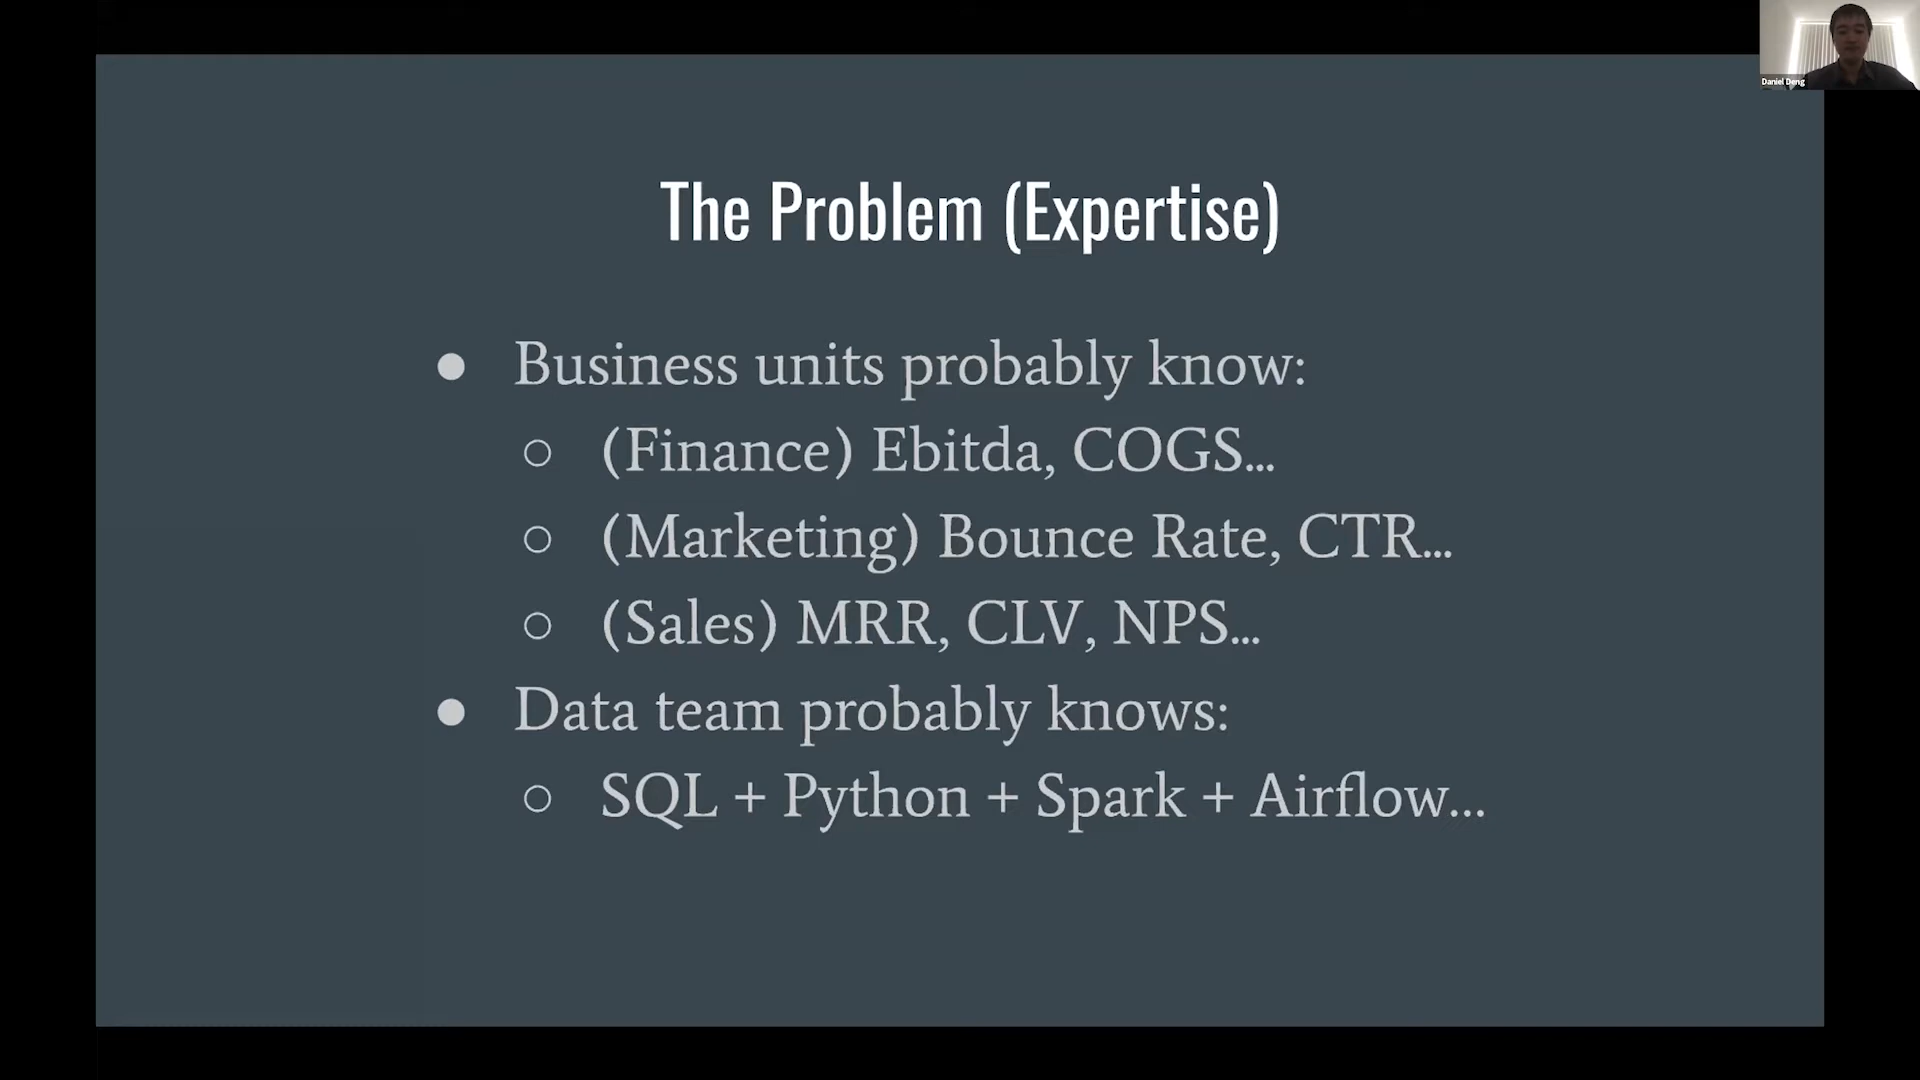 Daniel Deng
The Problem (Expertise)
● Business units probably know:
○ (Finance) Ebitda, COGS...
○ (Marketing) Bounce Rate, CTR...
○ (Sales) MRR, CLV, NPS...
● Data team probably knows:
○ SQL + Python + Spark + Airflow...